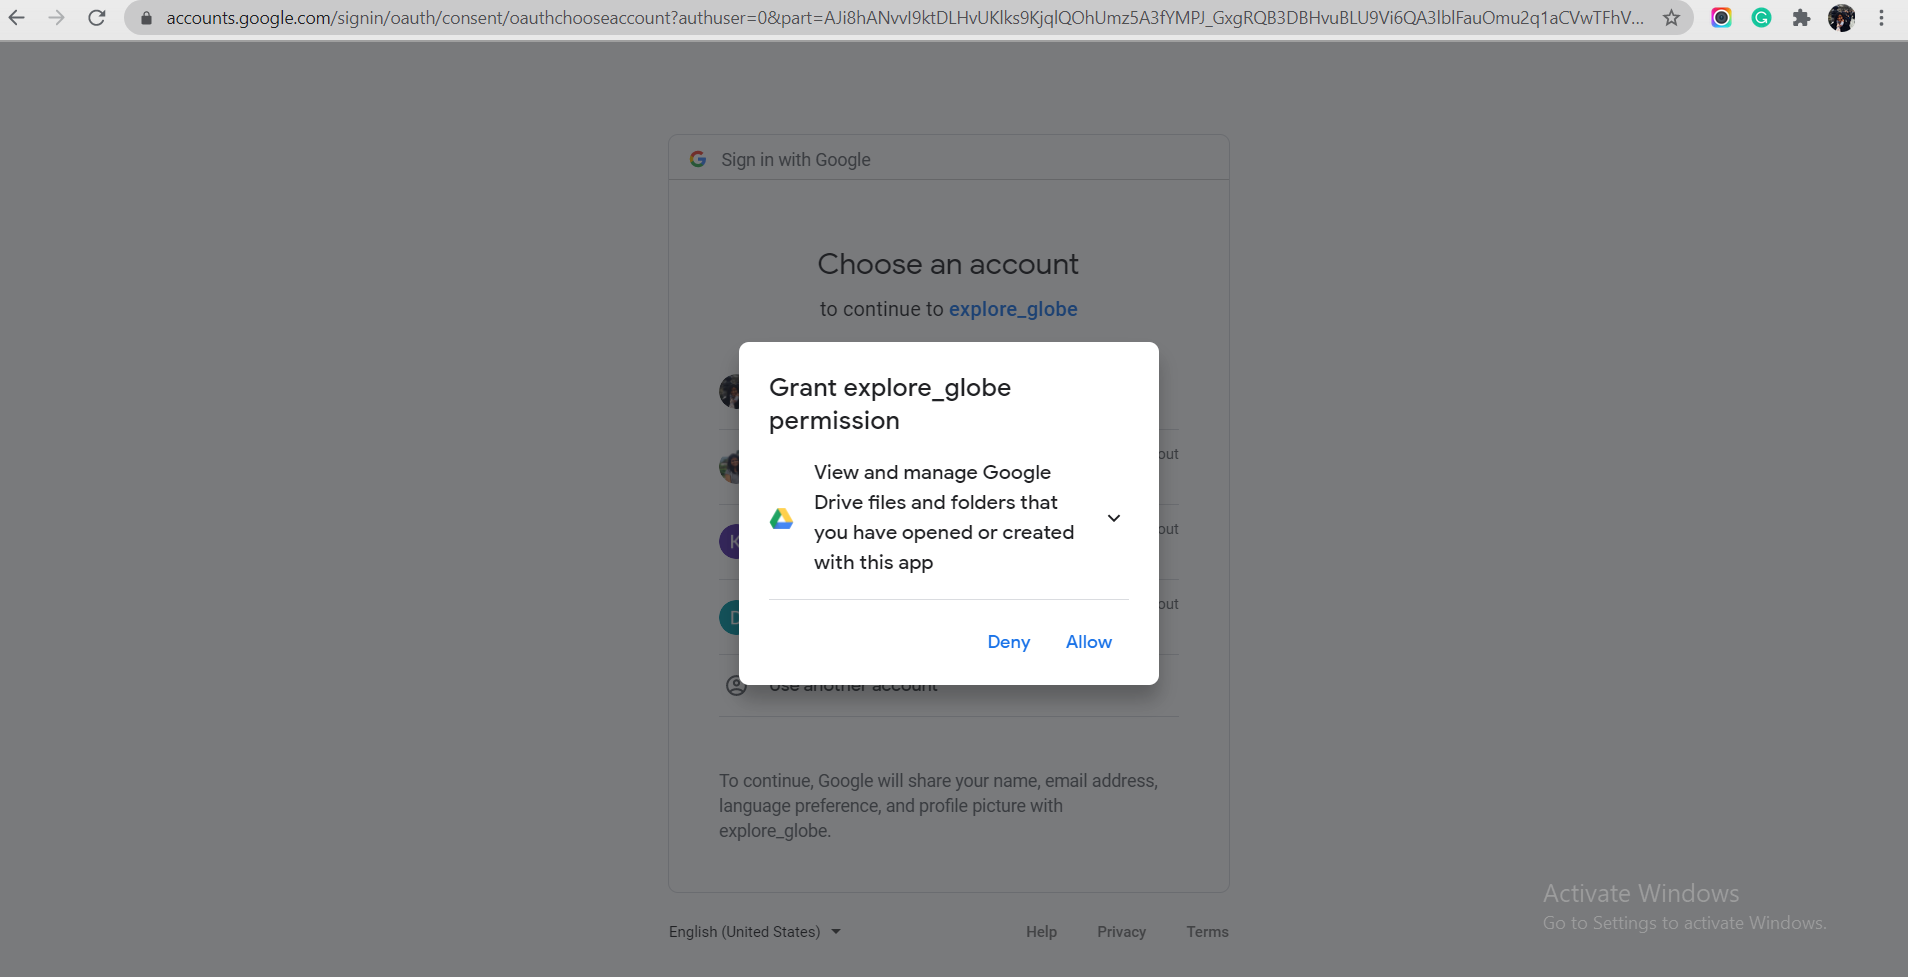 accounts.google.com/signin/oauth/consent/oauthchooseaccount?authuser=0&part=AJi8hANvvI9ktDLHvUKlks9KjqlQOhUmz5A3fYMPJ_GxgRQB3DBHvuBLU9Vi6QA3lblFauOmu2q1aCVwTFhV...
Sign in with Google
Choose an account
to continue to explore_globe
Grant explore_globe
permission
out
View and manage Google
Drive files and folders that
you have opened or created
with this app
K
out
D
out
Deny Allow
Use another account
To continue, Google will share your name, email address,
language preference, and profile picture with
explore_globe.
English (United States)
Help Privacy Terms
Activate Windows
Go to Settings to activate Windows.